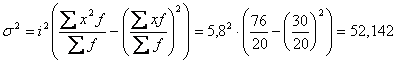 σ² = i² (∑x²f / ∑f − (∑xf / ∑f)²) = 5,8² · (76/20 − (30/20)²) = 52,142